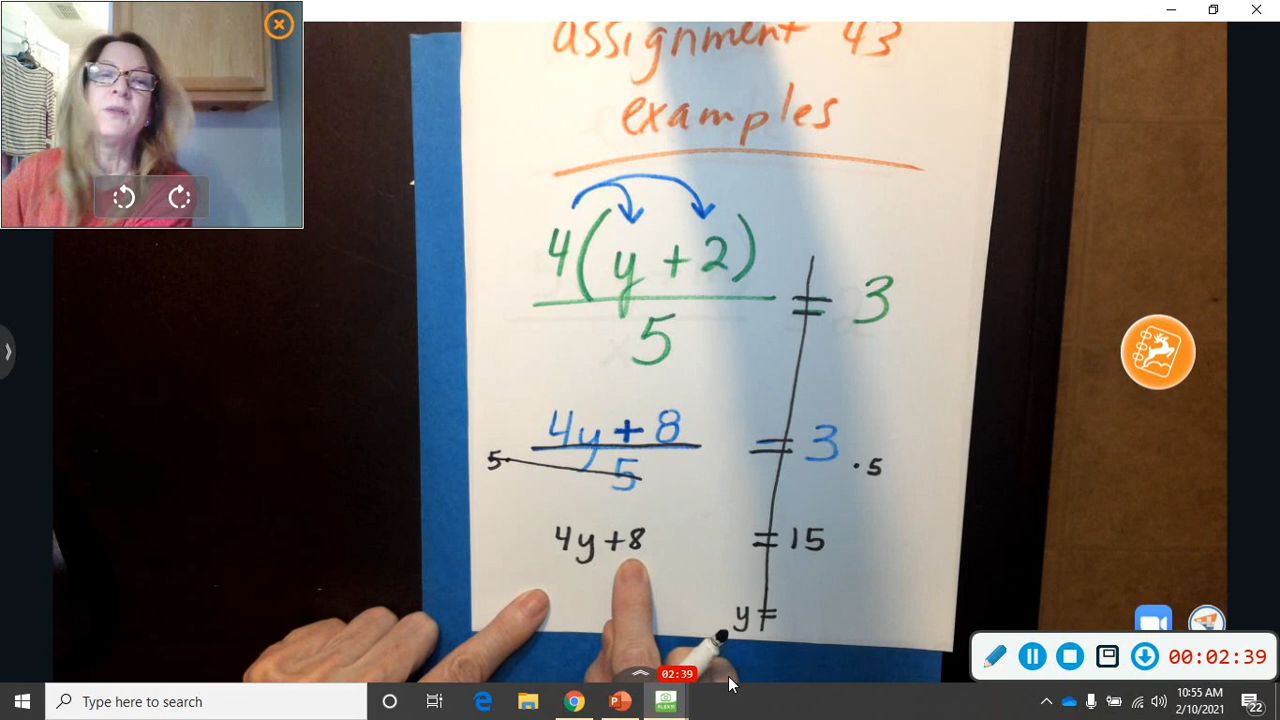 assignment 43
examples
4(y+2)
= 3
5
4y+8
= 3
5·
5
·5
4y+8 = 15
y=
00:02:39
02:39
Type here to search
10:55 AM
2/10/2021
22